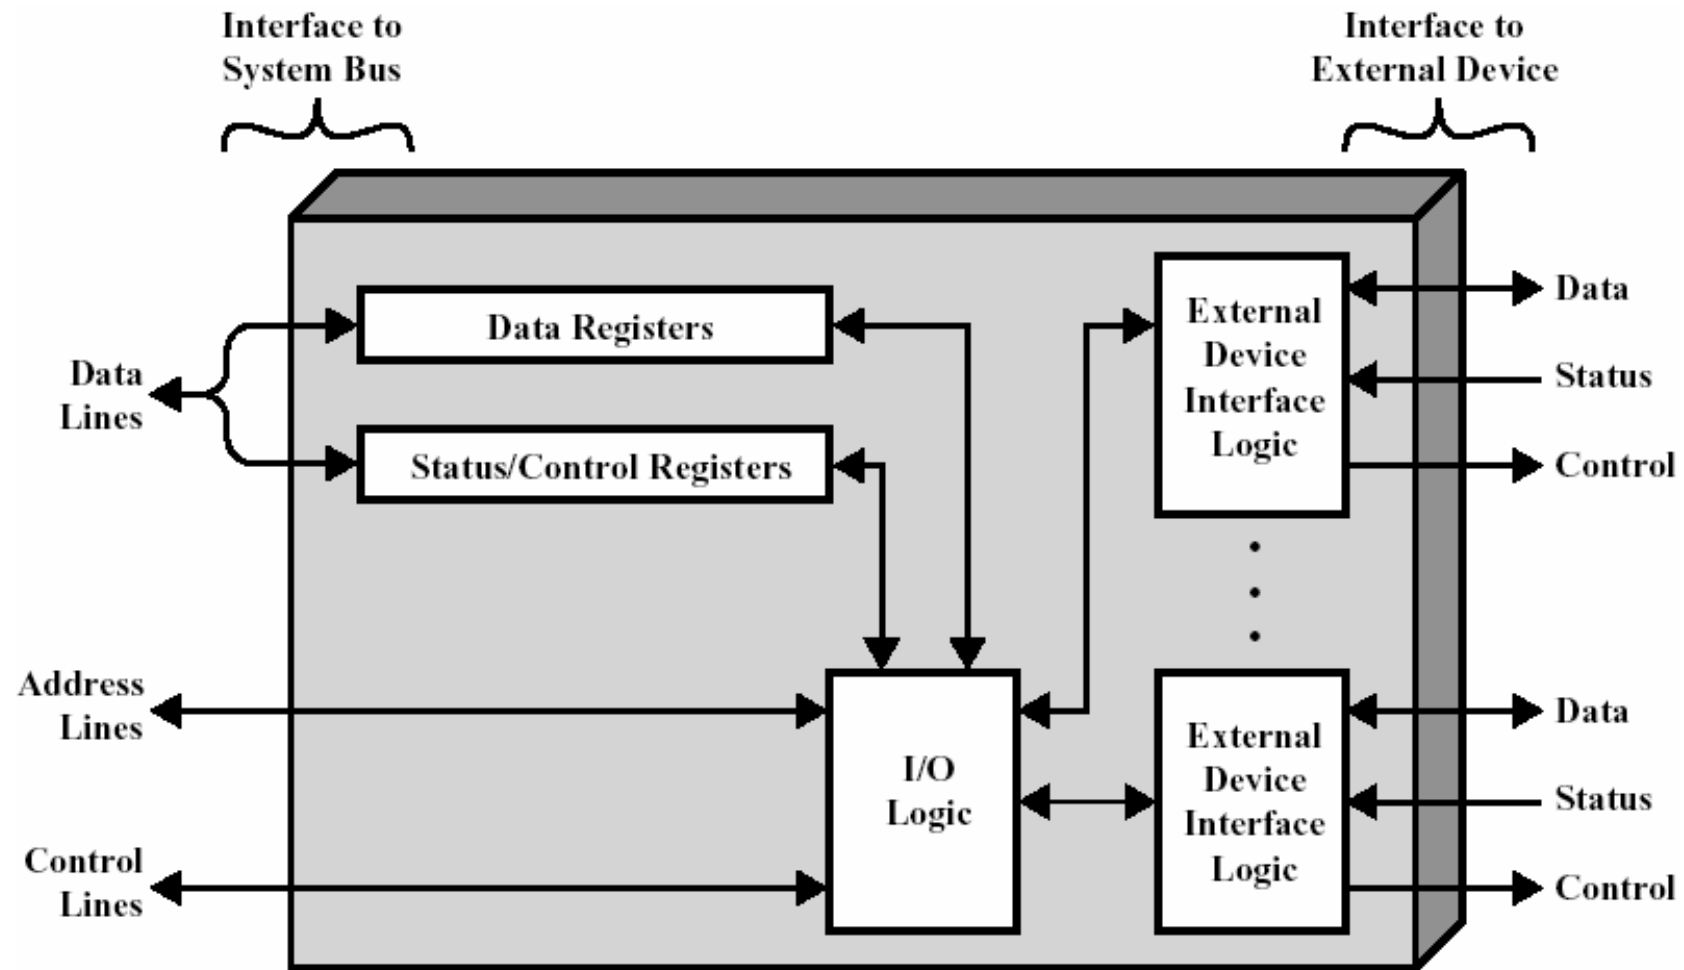 Interface to
System Bus
Interface to
External Device
Data Registers
Status/Control Registers
Data
Lines
Address
Lines
Control
Lines
I/O
Logic
External
Device
Interface
Logic
Data
Status
Control
External
Device
Interface
Logic
Data
Status
Control